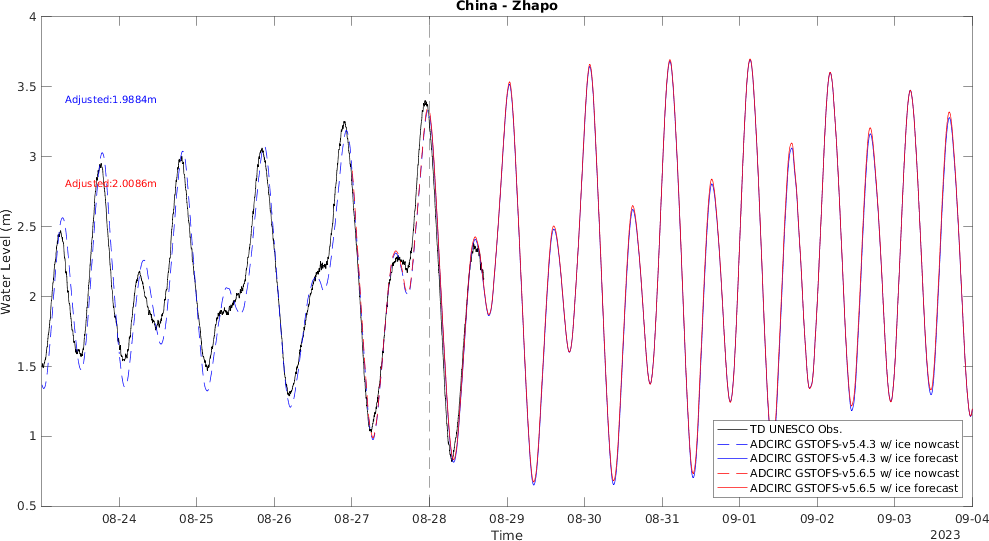 China - Zhapo
Water Level (m)
4
3.5
3
2.5
2
1.5
1
0.5
Adjusted:1.9884m
Adjusted:2.0086m
TD UNESCO Obs.
ADCIRC GSTOFS-v5.4.3 w/ ice nowcast
ADCIRC GSTOFS-v5.4.3 w/ ice forecast
ADCIRC GSTOFS-v5.6.5 w/ ice nowcast
ADCIRC GSTOFS-v5.6.5 w/ ice forecast
08-24 08-25 08-26 08-27 08-28 08-29 08-30 08-31 09-01 09-02 09-03 09-04
Time
2023